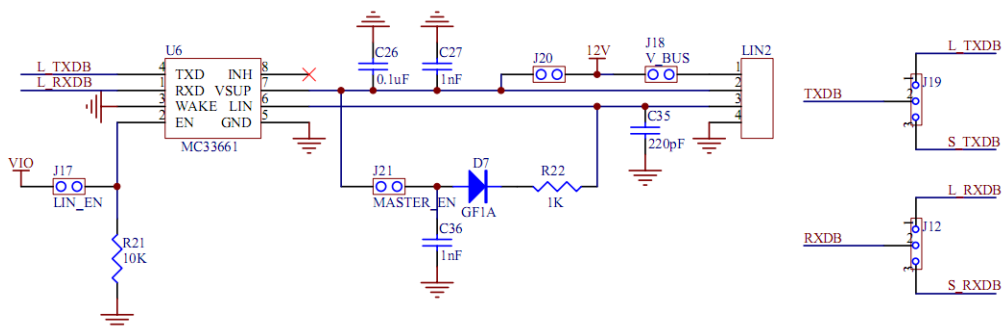 U6
L_TXDB 4 TXD INH 8
L_RXDB 1 RXD VSUP 7
3 WAKE LIN 6
2 EN GND 5
MC33661
C26
0.1uF
C27
1nF
J20
12V
J18
V_BUS
LIN2
1
2
3
4
C35
220pF
VIO
J17
LIN_EN
R21
10K
J21
MASTER_EN
D7
GF1A
R22
1K
C36
1nF
L_TXDB
J19
1
TXDB
2
3
S_TXDB
L_RXDB
J12
1
RXDB
2
3
S_RXDB